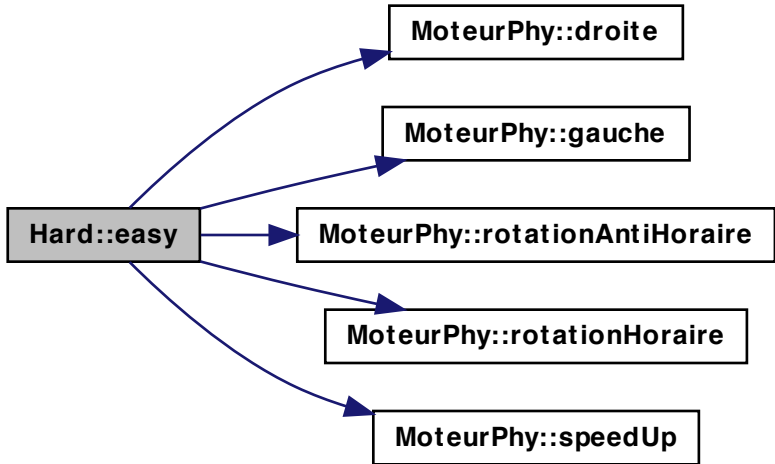 MoteurPhy::droite
MoteurPhy::gauche
Hard::easy
MoteurPhy::rotationAntiHoraire
MoteurPhy::rotationHoraire
MoteurPhy::speedUp